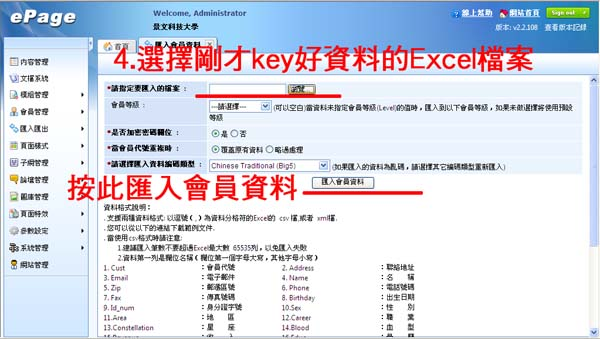 ePage
Welcome, Administrator
景文科技大學
線上幫助
網站首頁
Sign out
版本: v2.2.108 查看版本記錄
首頁
匯入會員資料
4.選擇剛才key好資料的Excel檔案
內容管理
文檔系統
模組管理
會員管理
匯入匯出
頁面樣式
子網管理
論壇管理
圖庫管理
頁面特效
參數設定
系統管理
網站管理
*請指定要匯入的檔案：
瀏覽...
會員等級：
---請選擇---
(可以空白)當資料未指定會員等級(Level)的值時，匯入到以下會員等級，如果未做選擇將使用預設等級
*是否加密密碼欄位：
是 否
*當會員代號重複時：
覆蓋原有資料 略過處理
*請選擇匯入資料編碼類型：
Chinese Traditional (Big5)
(如果匯入的資料為亂碼，請選擇其它編碼類型重新匯入)
按此匯入會員資料
匯入會員資料
資料格式說明：
.支援兩種資料格式: 以逗號( , )為資料分格符的Excel的 csv 檔,或者 xml檔.
.您可以從以下的連結下載範例文件.
.當使用csv格式時請注意:
1.建議匯入筆數不要超過Excel最大數 65535列，以免匯入失敗
2.資料第一列是欄位名稱( 欄位第一個字母大寫，其他字母小寫 )
1. Cust ：會員代號 2. Address ：聯絡地址
3. Email ：電子郵件 4. Name ：名 稱
5. Zip ：郵遞區號 6. Phone ：電話號碼
7. Fax ：傳真號碼 8. Birthday ：出生日期
9. Id_num ：身分證字號 10.Sex ：性 別
11.Area ：地 區 12.Career ：職 業
13.Constellation ：星 座 14.Blood ：血 型